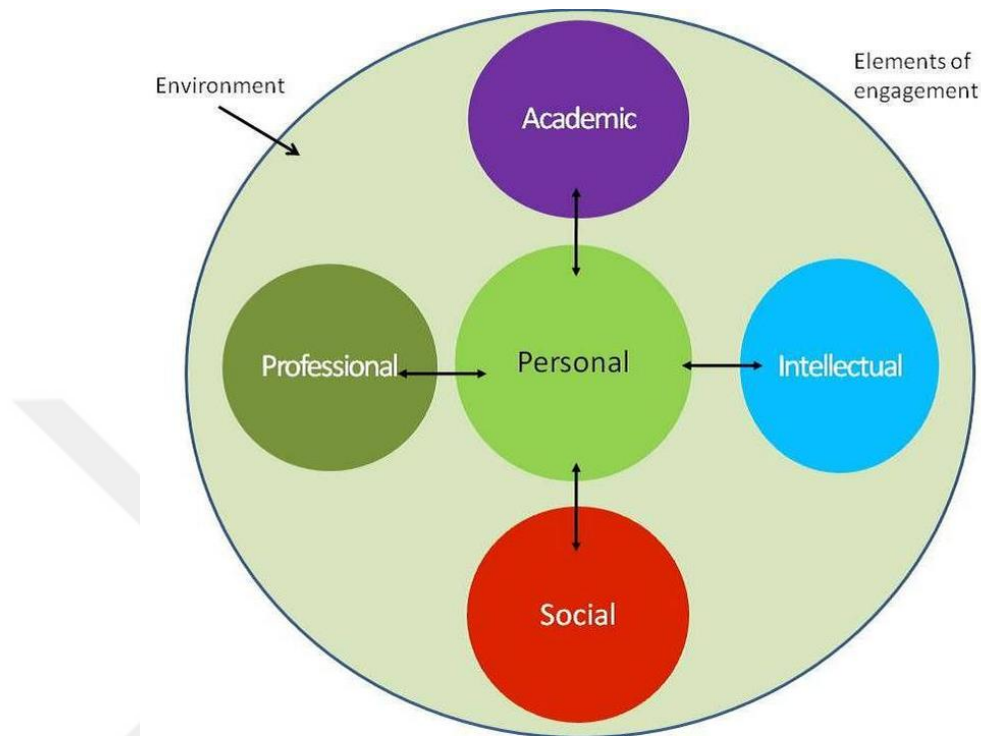 Environment
Elements of
engagement
Academic
Professional
Personal
Intellectual
Social